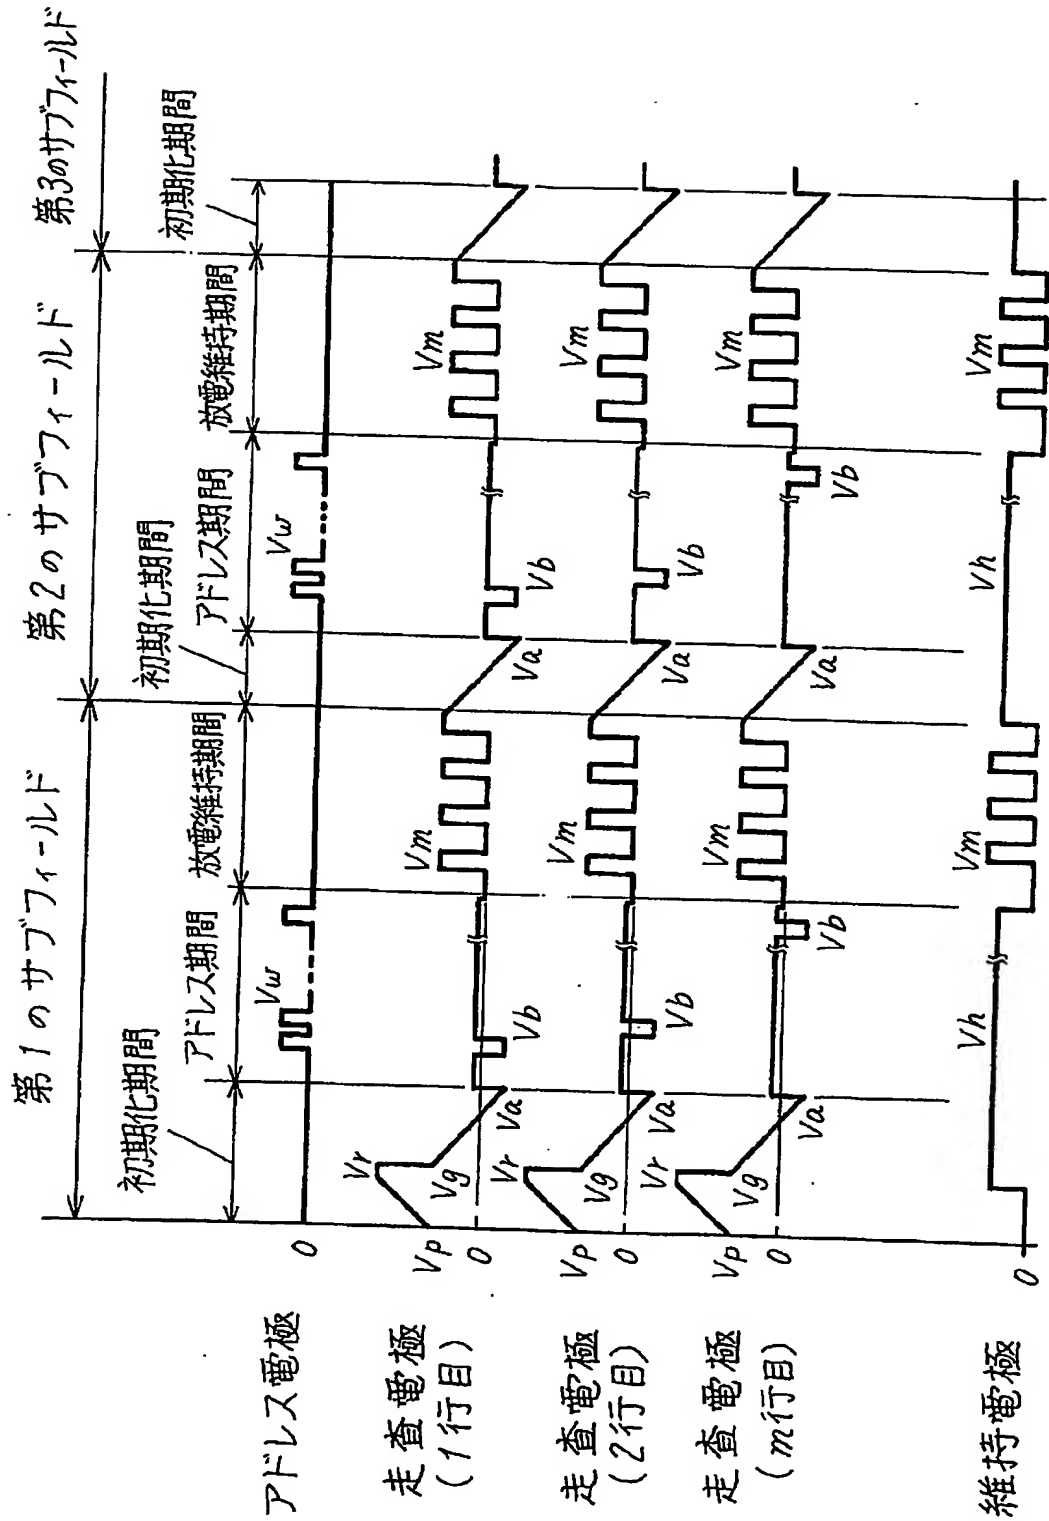 第1のサブフィールド
第2のサブフィールド
第3のサブフィールド
初期化期間
アドレス期間
放電維持期間
初期化期間
アドレス期間
放電維持期間
初期化期間
アドレス電極
0
Vw
Vw
走査電極
(1行目)
Vp
0
Vr
Vg
Va
Vb
Vm
Va
Vb
Vm
走査電極
(2行目)
Vp
0
Vr
Vg
Va
Vb
Vm
Va
Vb
Vm
走査電極
(m行目)
Vp
0
Vr
Vg
Va
Vb
Vm
Va
Vb
Vm
維持電極
0
Vh
Vm
Vh
Vm